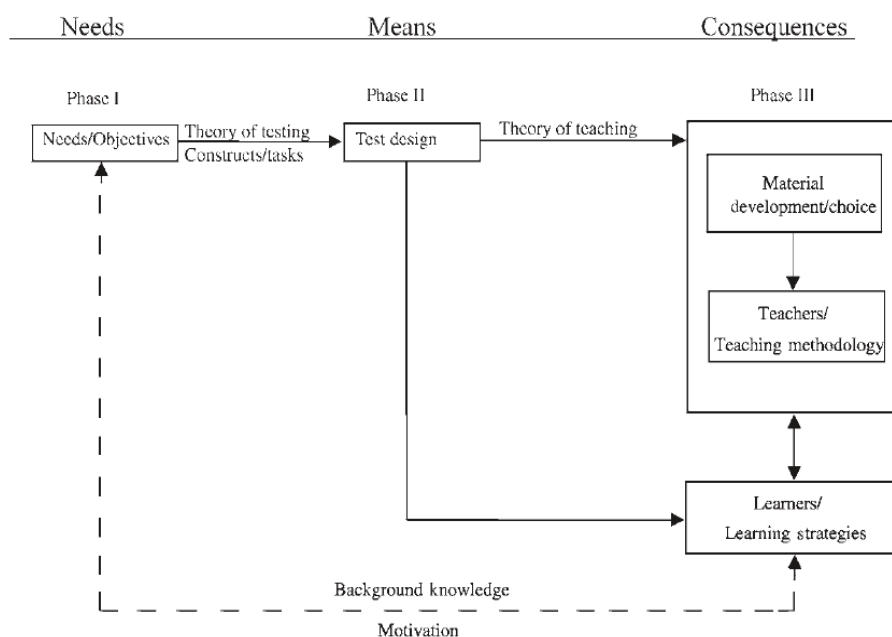 Needs Means Consequences
Phase I Phase II Phase III
Needs/Objectives
Theory of testing
Constructs/tasks
Test design
Theory of teaching
Material
development/choice
Teachers/
Teaching methodology
Learners/
Learning strategies
Background knowledge
Motivation